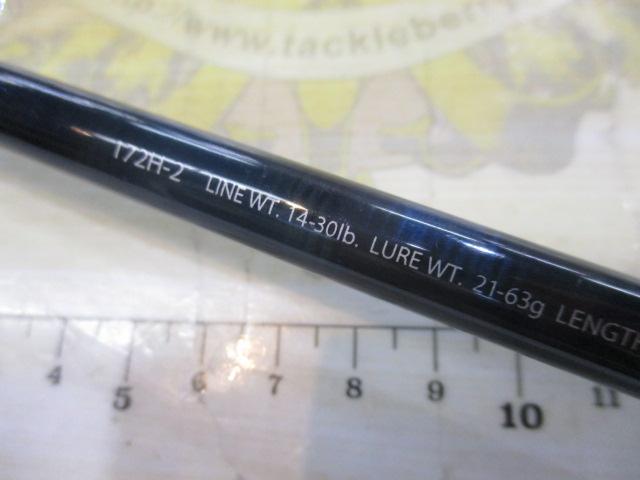 www.tackleberry
172H-2 LINE WT. 14-30lb. LURE WT. 21-63g LENGTH
4 5 6 7 8 9 10 11